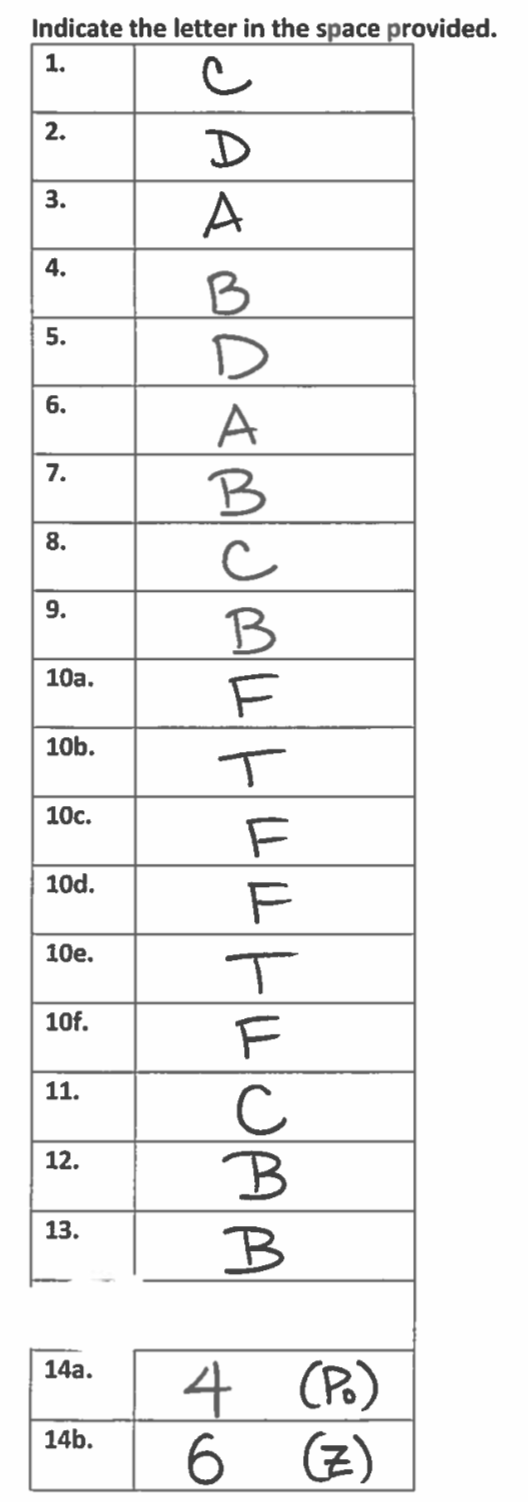 Indicate the letter in the space provided.
1. C
2. D
3. A
4. B
5. D
6. A
7. B
8. C
9. B
10a. F
10b. T
10c. F
10d. F
10e. T
10f. F
11. C
12. B
13. B
14a. 4 (P₀)
14b. 6 (Z)